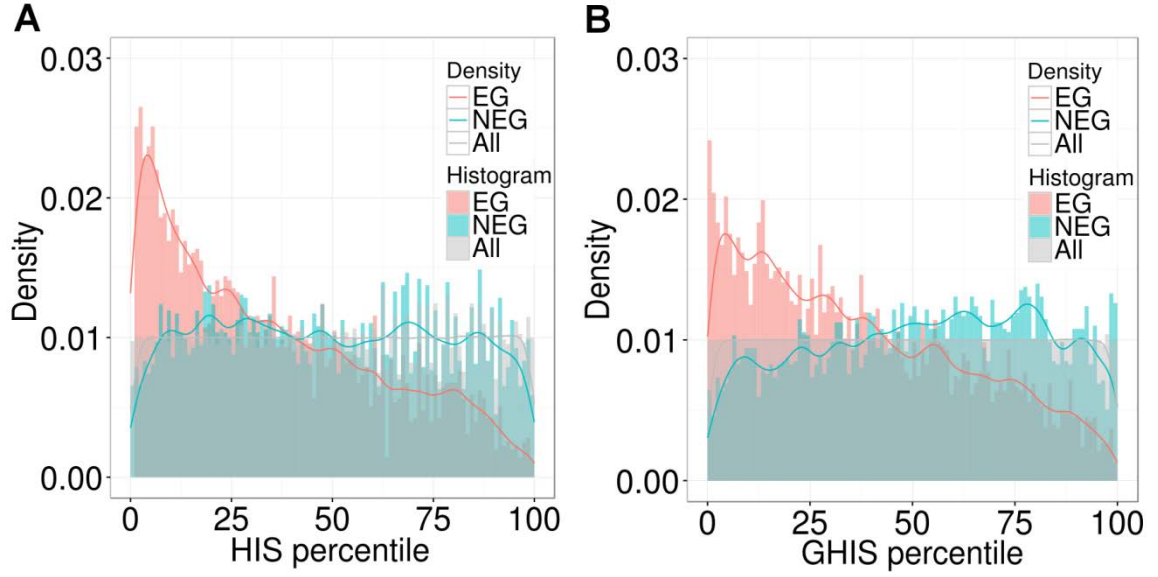 A
0.03
0.02
0.01
0.00
Density
Density
EG
NEG
All
Histogram
EG
NEG
All
0 25 50 75 100
HIS percentile
B
0.03
0.02
0.01
0.00
Density
Density
EG
NEG
All
Histogram
EG
NEG
All
0 25 50 75 100
GHIS percentile